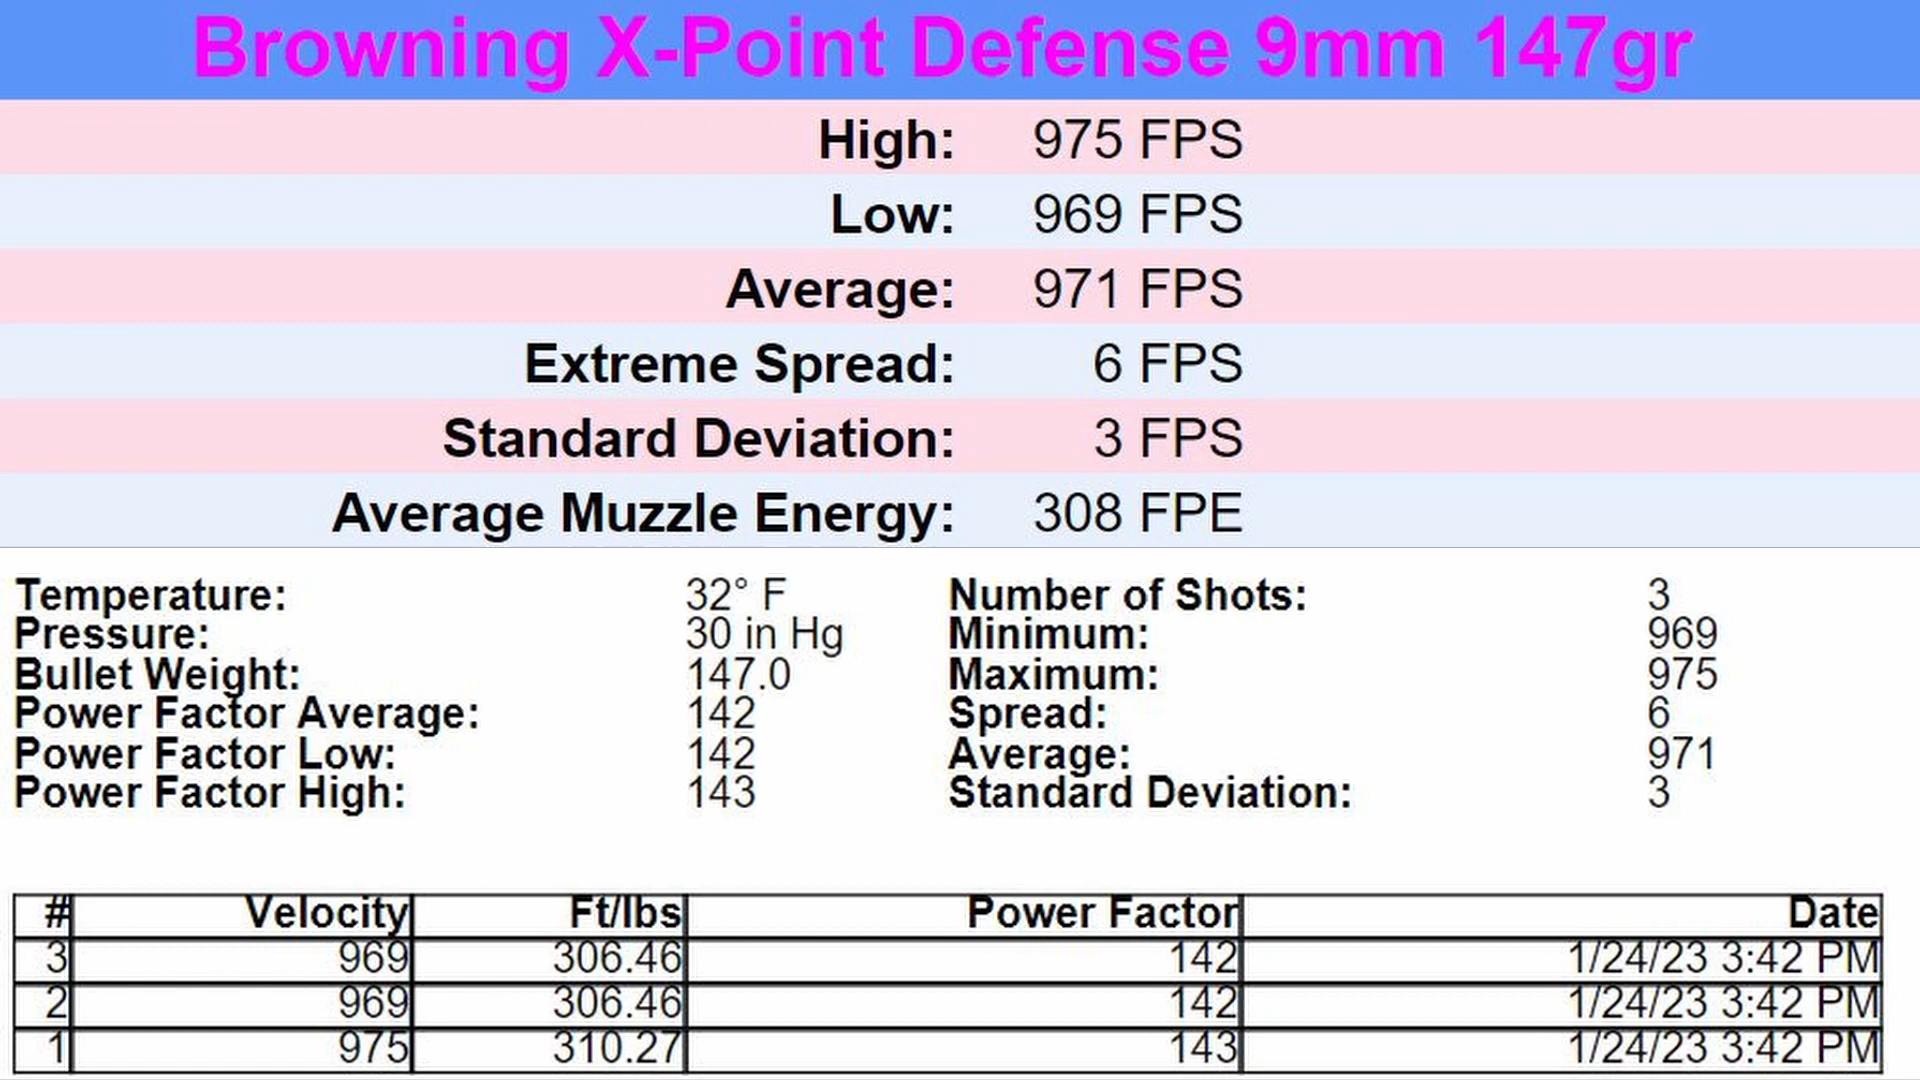 Browning X-Point Defense 9mm 147gr
High: 975 FPS
Low: 969 FPS
Average: 971 FPS
Extreme Spread: 6 FPS
Standard Deviation: 3 FPS
Average Muzzle Energy: 308 FPE
Temperature: 32° F Number of Shots: 3
Pressure: 30 in Hg Minimum: 969
Bullet Weight: 147.0 Maximum: 975
Power Factor Average: 142 Spread: 6
Power Factor Low: 142 Average: 971
Power Factor High: 143 Standard Deviation: 3
# Velocity Ft/lbs Power Factor Date
3 969 306.46 142 1/24/23 3:42 PM
2 969 306.46 142 1/24/23 3:42 PM
1 975 310.27 143 1/24/23 3:42 PM